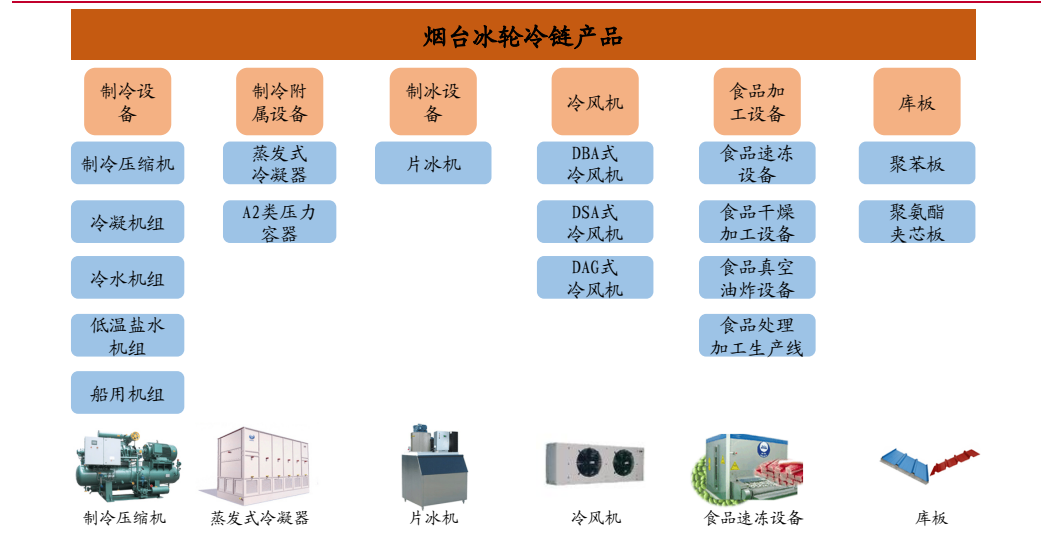 烟台冰轮冷链产品
制冷设
备
制冷附
属设备
制冰设
备
冷风机
食品加
工设备
库板
制冷压缩机
蒸发式
冷凝器
片冰机
DBA式
冷风机
食品速冻
设备
聚苯板
冷凝机组
A2类压力
容器
DSA式
冷风机
食品干燥
加工设备
聚氨酯
夹芯板
冷水机组
DAG式
冷风机
食品真空
油炸设备
低温盐水
机组
食品处理
加工生产线
船用机组
制冷压缩机
蒸发式冷凝器
片冰机
冷风机
食品速冻设备
库板